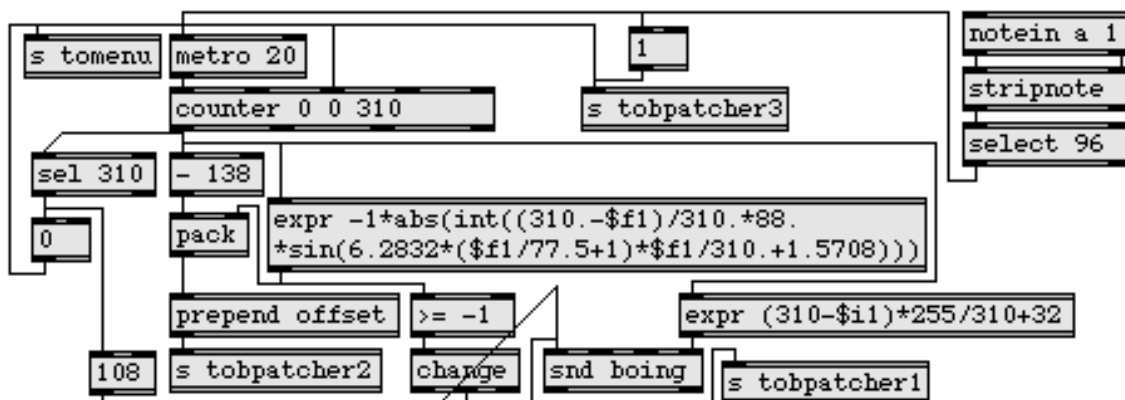 s tomenu
metro 20
1
notein a 1
counter 0 0 310
s tobpatcher3
stripnote
sel 310
- 138
select 96
0
pack
expr -1*abs(int((310.-$f1)/310.*88.
*sin(6.2832*($f1/77.5+1)*$f1/310.+1.5708)))
prepend offset
>= -1
expr (310-$i1)*255/310+32
108
s tobpatcher2
change
snd boing
s tobpatcher1